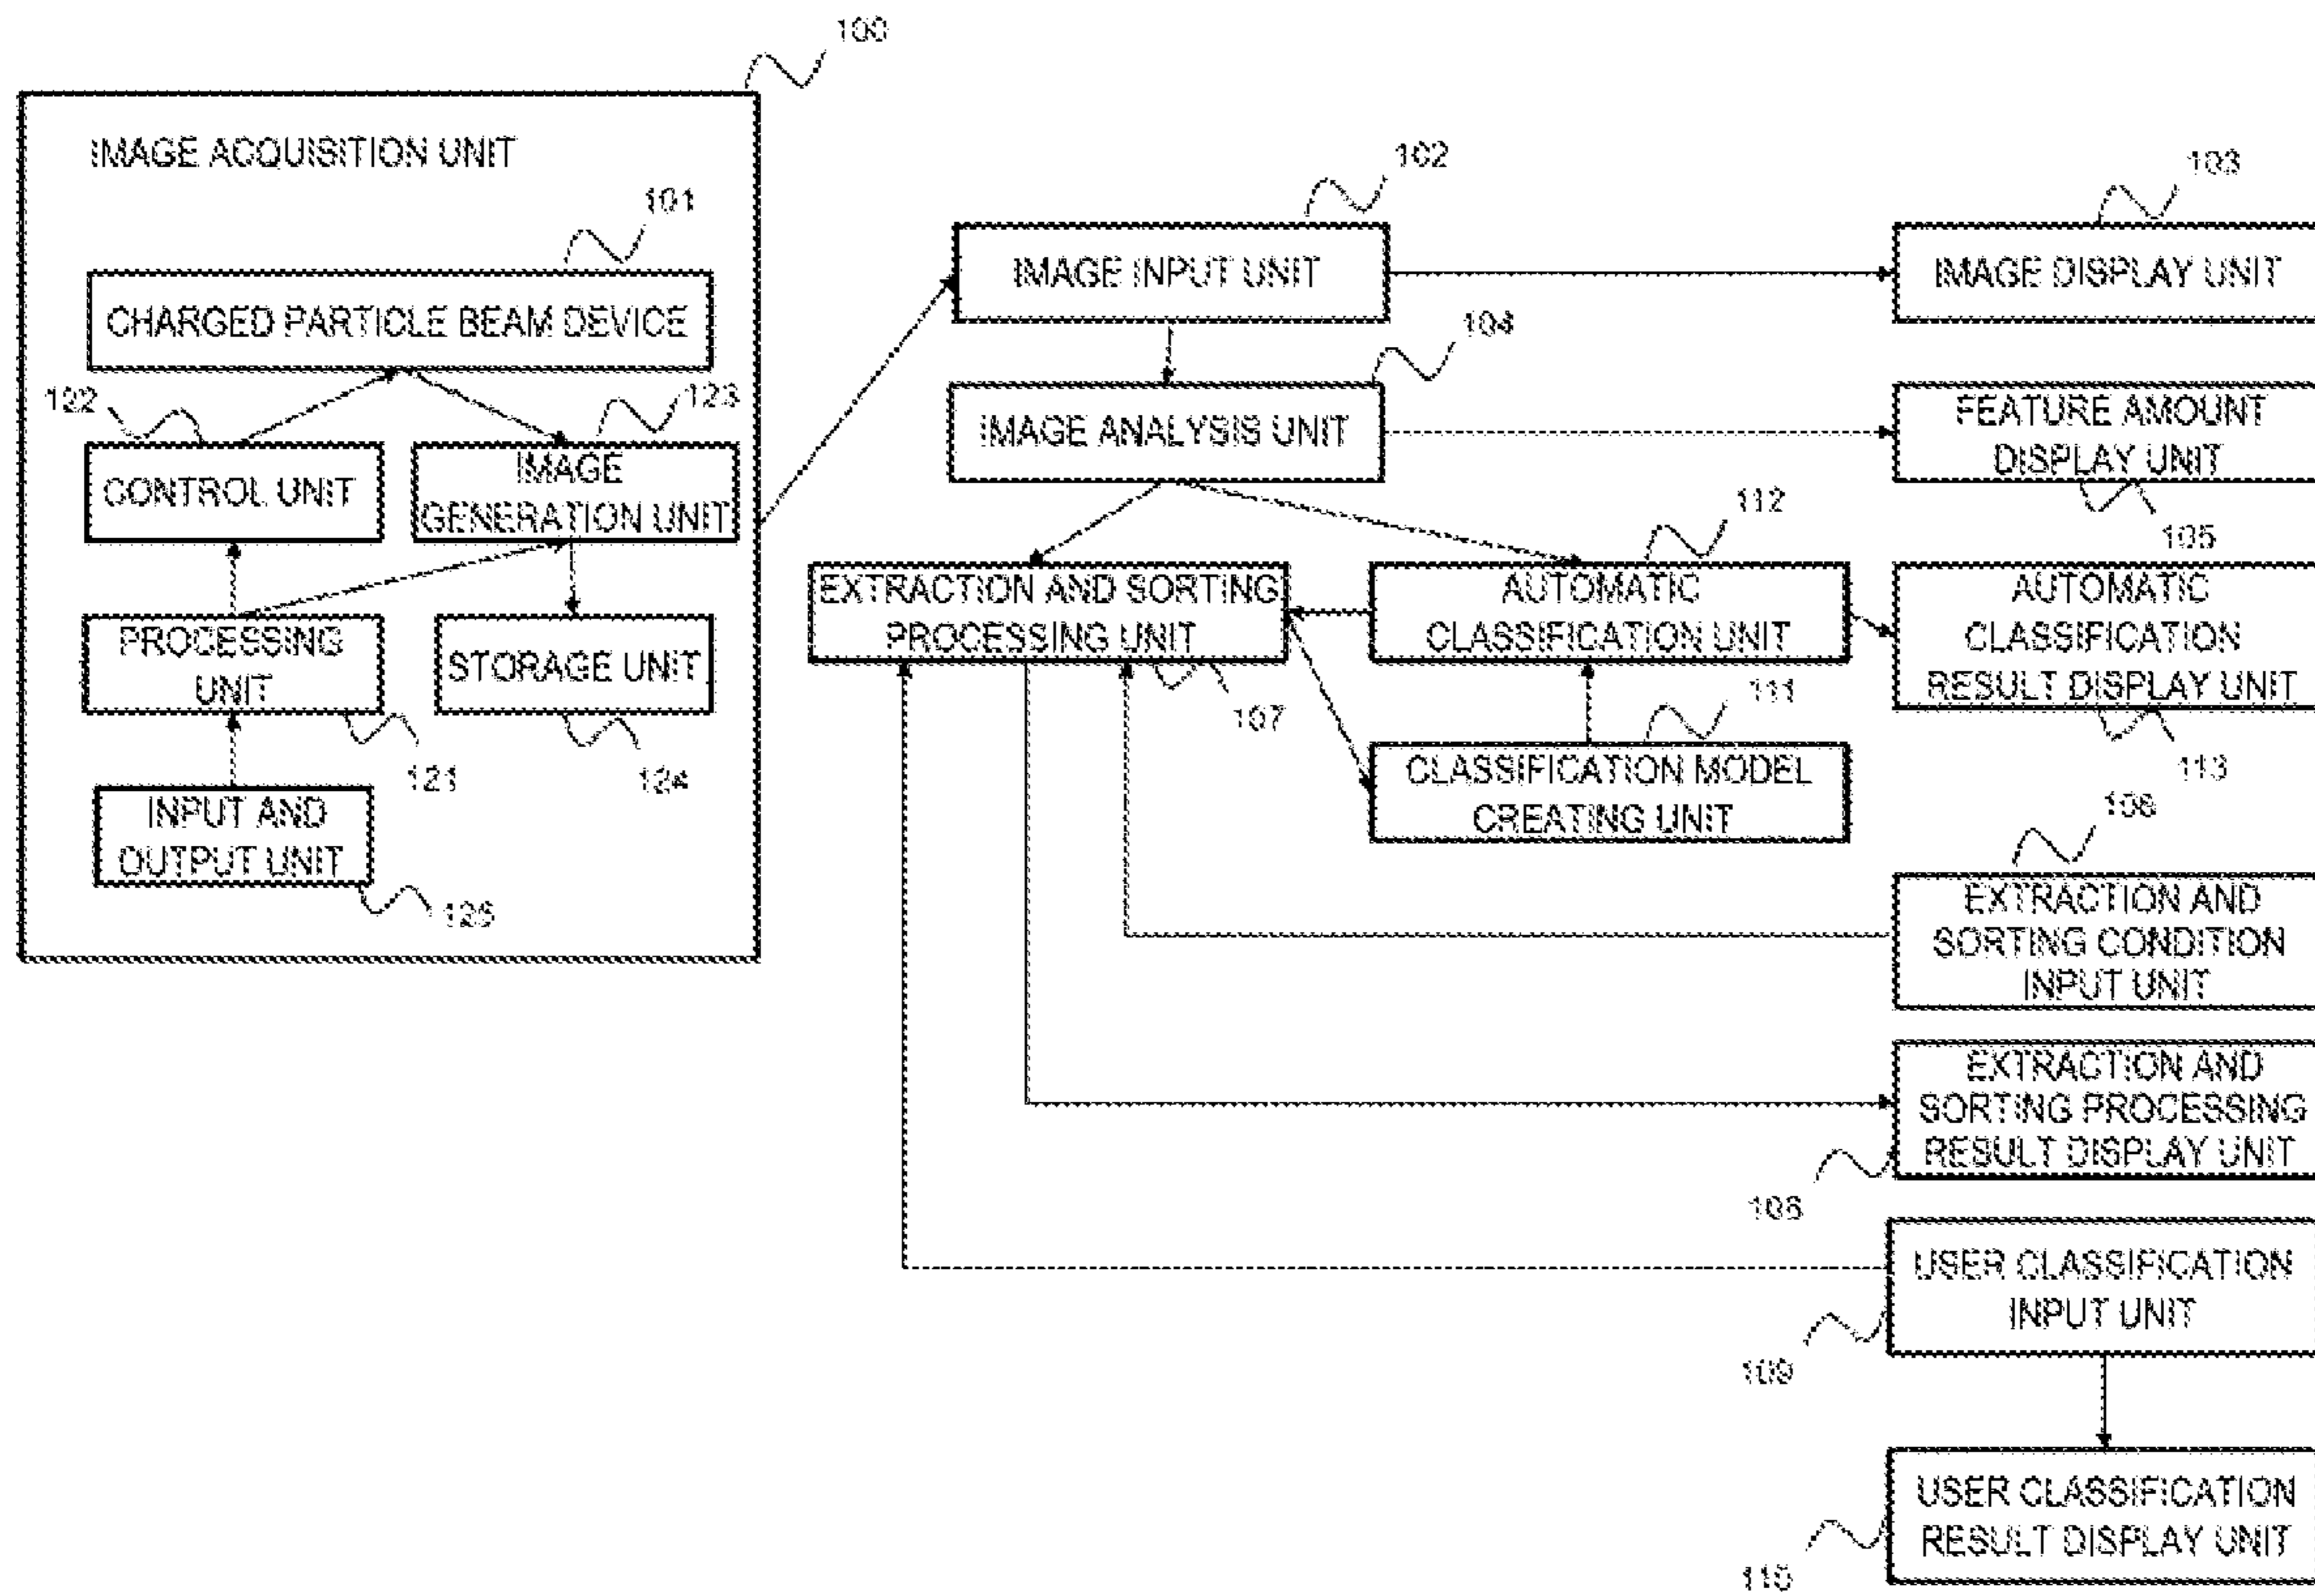 100
IMAGE ACQUISITION UNIT
101
CHARGED PARTICLE BEAM DEVICE
122
123
CONTROL UNIT
IMAGE
GENERATION UNIT
PROCESSING
UNIT
STORAGE UNIT
121
124
INPUT AND
OUTPUT UNIT
102
IMAGE INPUT UNIT
103
IMAGE DISPLAY UNIT
104
IMAGE ANALYSIS UNIT
FEATURE AMOUNT
DISPLAY UNIT
105
112
EXTRACTION AND SORTING
PROCESSING UNIT
107
AUTOMATIC
CLASSIFICATION UNIT
AUTOMATIC
CLASSIFICATION
RESULT DISPLAY UNIT
113
111
CLASSIFICATION MODEL
CREATING UNIT
EXTRACTION AND
SORTING CONDITION
INPUT UNIT
EXTRACTION AND
SORTING PROCESSING
RESULT DISPLAY UNIT
USER CLASSIFICATION
INPUT UNIT
109
USER CLASSIFICATION
RESULT DISPLAY UNIT